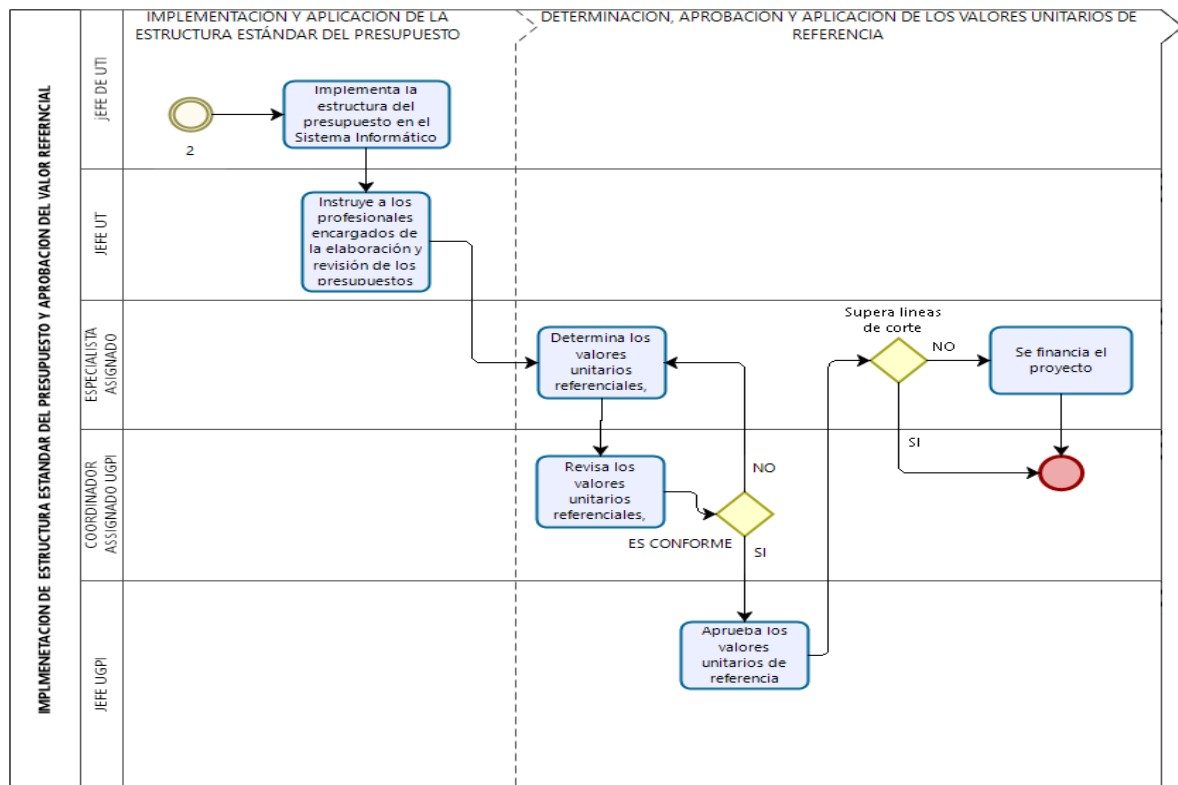 IMPLMENETACION DE ESTRUCTURA ESTANDAR DEL PRESUPUESTO Y APROBACION DEL VALOR REFERNCIAL
IMPLEMENTACIÓN Y APLICACIÓN DE LA
ESTRUCTURA ESTÁNDAR DEL PRESUPUESTO
DETERMINACION, APROBACIÓN Y APLICACION DE LOS VALORES UNITARIOS DE
REFERENCIA
jEFE DE UTI
2
Implementa la
estructura del
presupuesto en el
Sistema Informático
JEFE UT
Instruye a los
profesionales
encargados de
la elaboración y
revisión de los
presupuestos
ESPECIALISTA
ASIGNADO
Determina los
valores
unitarios
referenciales,
Supera lineas
de corte
NO
Se financia el
proyecto
SI
COORDINADOR
ASSIGNADO UGPI
Revisa los
valores
unitarios
referenciales,
NO
ES CONFORME
SI
JEFE UGPI
Aprueba los
valores
unitarios de
referencia